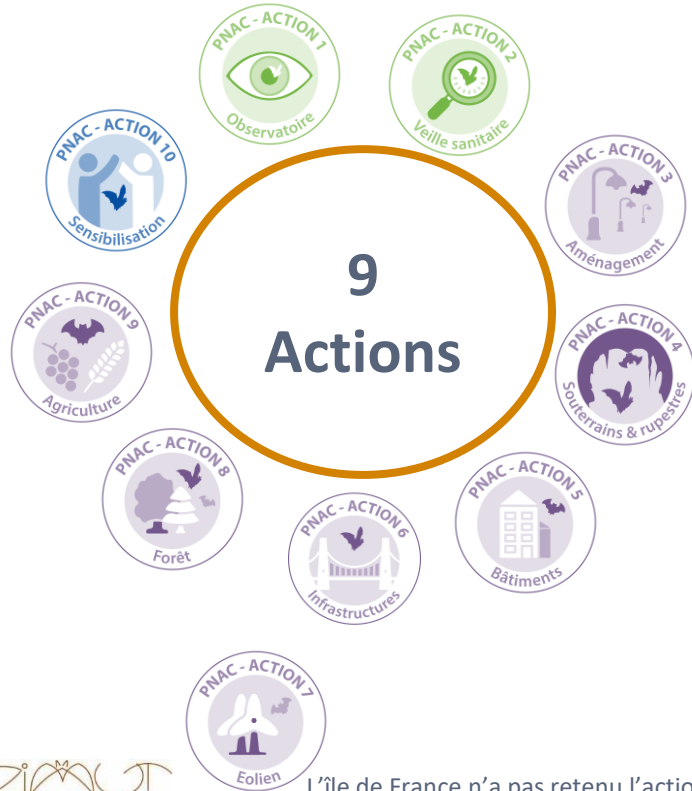 PNAC - ACTION 1
Observatoire
PNAC - ACTION 2
Veille sanitaire
PNAC - ACTION 10
Sensibilisation
PNAC - ACTION 3
Aménagement
9
Actions
PNAC - ACTION 9
Agriculture
PNAC - ACTION 4
Souterrains & rupestres
PNAC - ACTION 8
Forêt
PNAC - ACTION 6
Infrastructures
PNAC - ACTION 5
Bâtiments
PNAC - ACTION 7
Eolien
L'île de France n'a pas retenu l'action